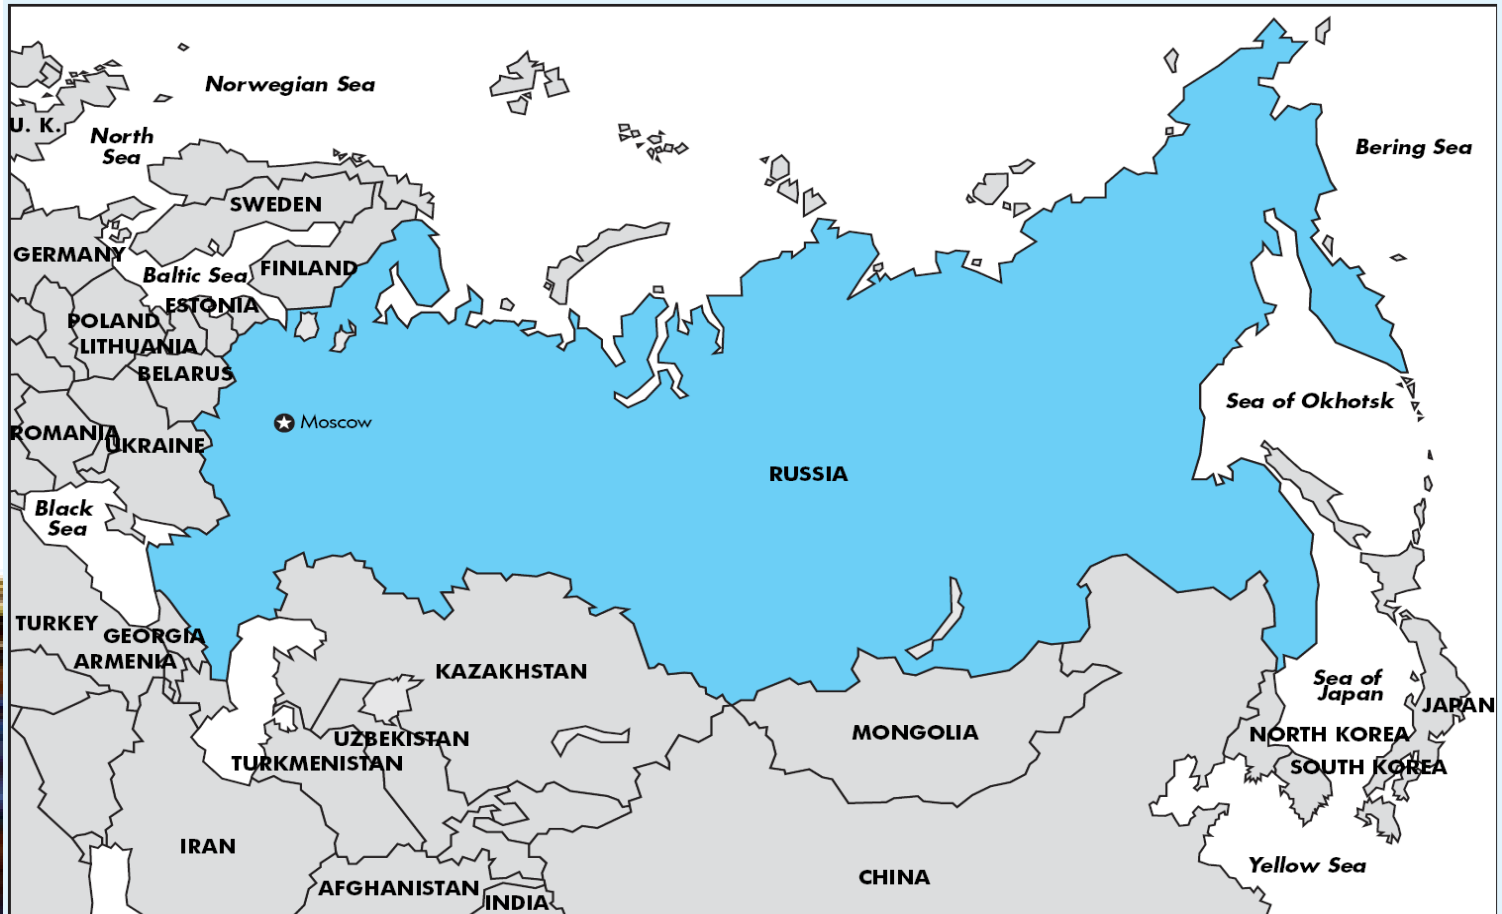 Norwegian Sea
U. K.
North
Sea
Bering Sea
SWEDEN
GERMANY
FINLAND
Baltic Sea
ESTONIA
POLAND
LITHUANIA
BELARUS
Sea of Okhotsk
Moscow
ROMANIA
UKRAINE
RUSSIA
Black
Sea
TURKEY
GEORGIA
ARMENIA
KAZAKHSTAN
Sea of
Japan
JAPAN
MONGOLIA
NORTH KOREA
UZBEKISTAN
TURKMENISTAN
SOUTH KOREA
IRAN
Yellow Sea
CHINA
AFGHANISTAN
INDIA